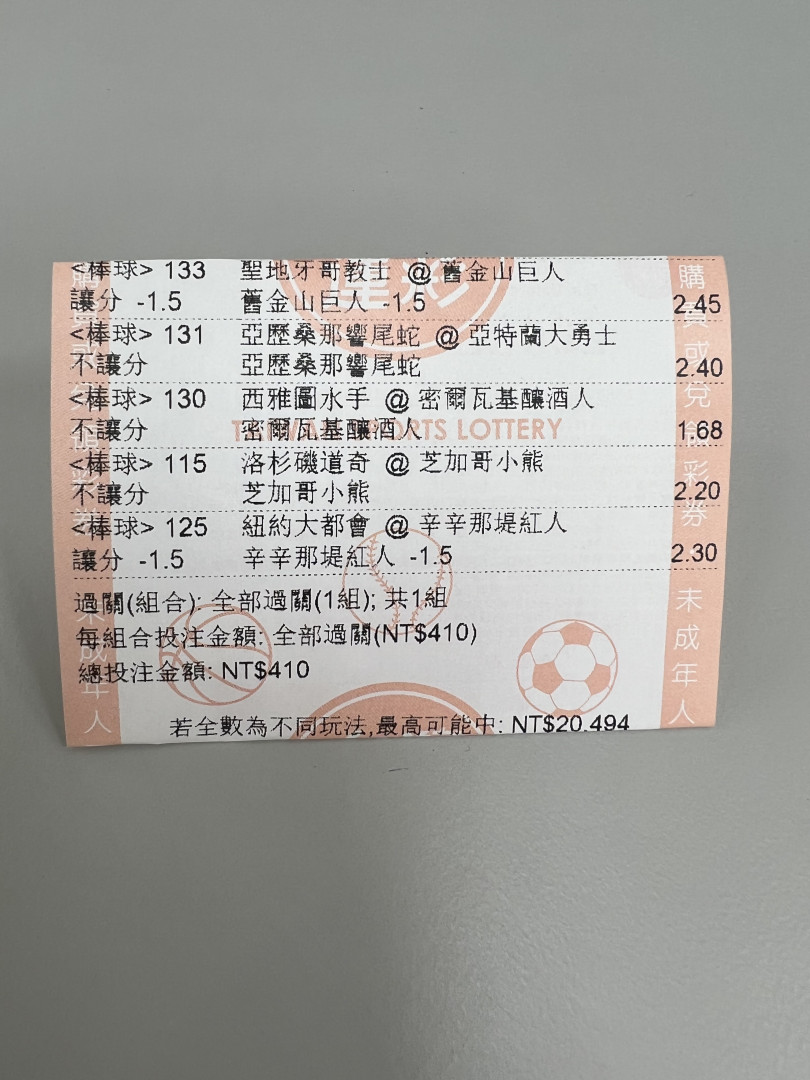 <棒球> 133 聖地牙哥教士 @ 舊金山巨人
讓分 -1.5 舊金山巨人 -1.5 2.45
<棒球> 131 亞歷桑那響尾蛇 @ 亞特蘭大勇士
不讓分 亞歷桑那響尾蛇 2.40
<棒球> 130 西雅圖水手 @ 密爾瓦基釀酒人
不讓分 密爾瓦基釀酒人 1.68
TAIWAN SPORTS LOTTERY
<棒球> 115 洛杉磯道奇 @ 芝加哥小熊
不讓分 芝加哥小熊 2.20
<棒球> 125 紐約大都會 @ 辛辛那堤紅人
讓分 -1.5 辛辛那堤紅人 -1.5 2.30
過關(組合): 全部過關(1組); 共1組
每組合投注金額: 全部過關(NT$410)
總投注金額: NT$410
若全數為不同玩法,最高可能中: NT$20,494
購買或兌領彩券 未成年人